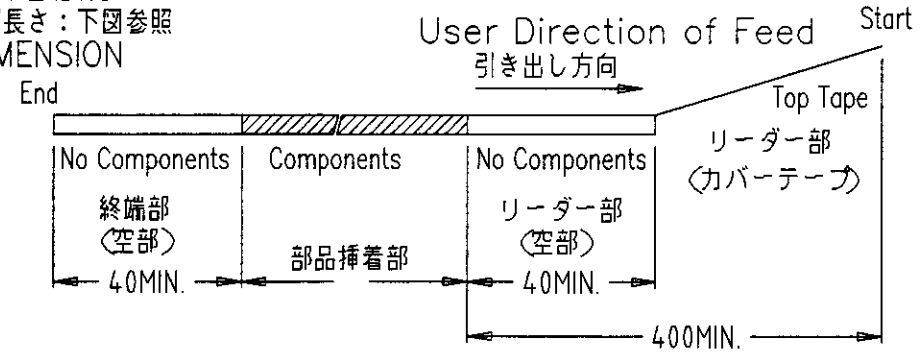 長さ：下図参照
MENSION
User Direction of Feed
引き出し方向
Start
End
Top Tape
リーダー部
(カバーテープ)
No Components
終端部
(空部)
40MIN.
Components
部品挿着部
No Components
リーダー部
(空部)
40MIN.
400MIN.